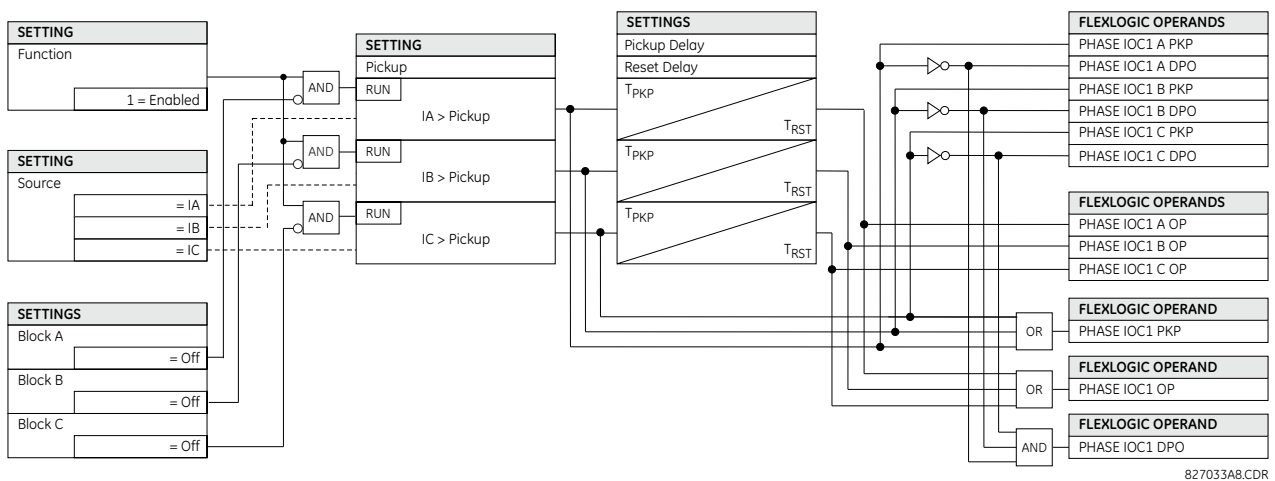 SETTING
Function
1 = Enabled
SETTING
Source
= IA
= IB
= IC
SETTINGS
Block A
= Off
Block B
= Off
Block C
= Off
AND
AND
AND
SETTING
Pickup
RUN
IA > Pickup
RUN
IB > Pickup
RUN
IC > Pickup
SETTINGS
Pickup Delay
Reset Delay
TPKP
TRST
TPKP
TRST
TPKP
TRST
OR
OR
AND
FLEXLOGIC OPERANDS
PHASE IOC1 A PKP
PHASE IOC1 A DPO
PHASE IOC1 B PKP
PHASE IOC1 B DPO
PHASE IOC1 C PKP
PHASE IOC1 C DPO
FLEXLOGIC OPERANDS
PHASE IOC1 A OP
PHASE IOC1 B OP
PHASE IOC1 C OP
FLEXLOGIC OPERAND
PHASE IOC1 PKP
FLEXLOGIC OPERAND
PHASE IOC1 OP
FLEXLOGIC OPERAND
PHASE IOC1 DPO
827033A8.CDR